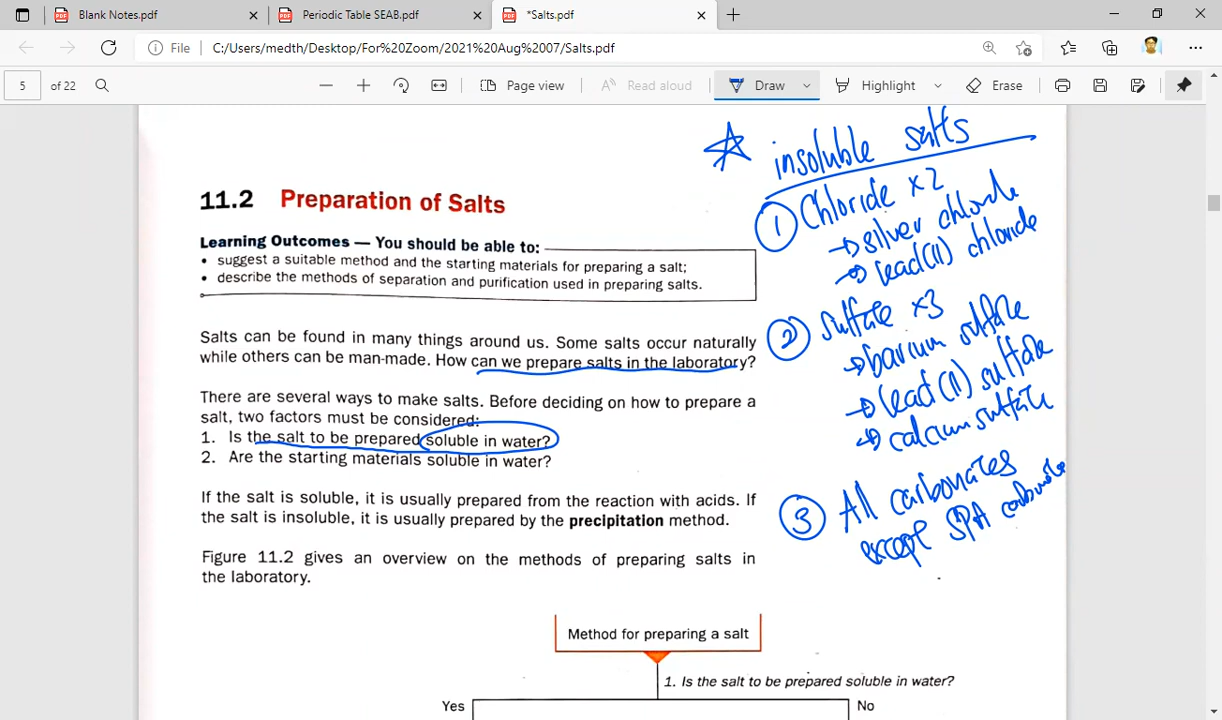 Blank Notes.pdf
Periodic Table SEAB.pdf
*Salts.pdf
File
C:/Users/medth/Desktop/For%20Zoom/2021%20Aug%2007/Salts.pdf
5 of 22
Page view
Read aloud
Draw
Highlight
Erase
11.2 Preparation of Salts
Learning Outcomes — You should be able to:
• suggest a suitable method and the starting materials for preparing a salt;
• describe the methods of separation and purification used in preparing salts.
Salts can be found in many things around us. Some salts occur naturally
while others can be man-made. How can we prepare salts in the laboratory?
There are several ways to make salts. Before deciding on how to prepare a
salt, two factors must be considered:
1. Is the salt to be prepared soluble in water?
2. Are the starting materials soluble in water?
If the salt is soluble, it is usually prepared from the reaction with acids. If
the salt is insoluble, it is usually prepared by the precipitation method.
Figure 11.2 gives an overview on the methods of preparing salts in
the laboratory.
Method for preparing a salt
1. Is the salt to be prepared soluble in water?
Yes
No
insoluble salts
1 Chloride x2
→ silver chloride
→ lead(II) chloride
2 sulfate x3
→ barium sulfate
→ lead(II) sulfate
→ calcium sulfate
3 All carbonates
except SPA carbonate